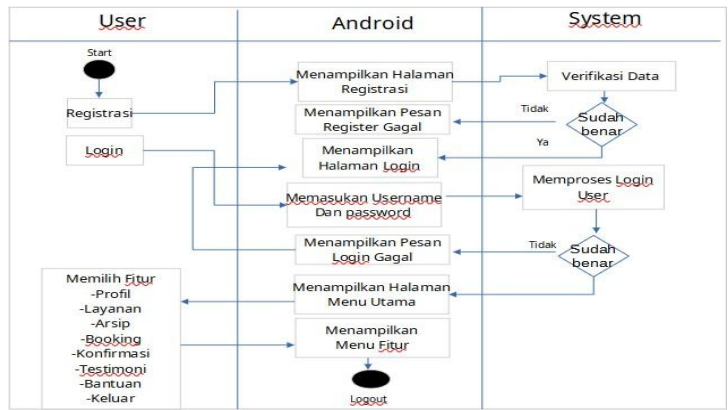 User
Android
System
Start
Registrasi
Login
Menampilkan Halaman
Registrasi
Verifikasi Data
Menampilkan Pesan
Register Gagal
Tidak
Sudah
benar
Ya
Menampilkan
Halaman Login
Memasukan Username
Dan password
Memproses Login
User
Menampilkan Pesan
Login Gagal
Tidak
Sudah
benar
Menampilkan Halaman
Menu Utama
Memilih Fitur
-Profil
-Layanan
-Arsip
-Booking
-Konfirmasi
-Testimoni
-Bantuan
-Keluar
Menampilkan
Menu Fitur
Logout